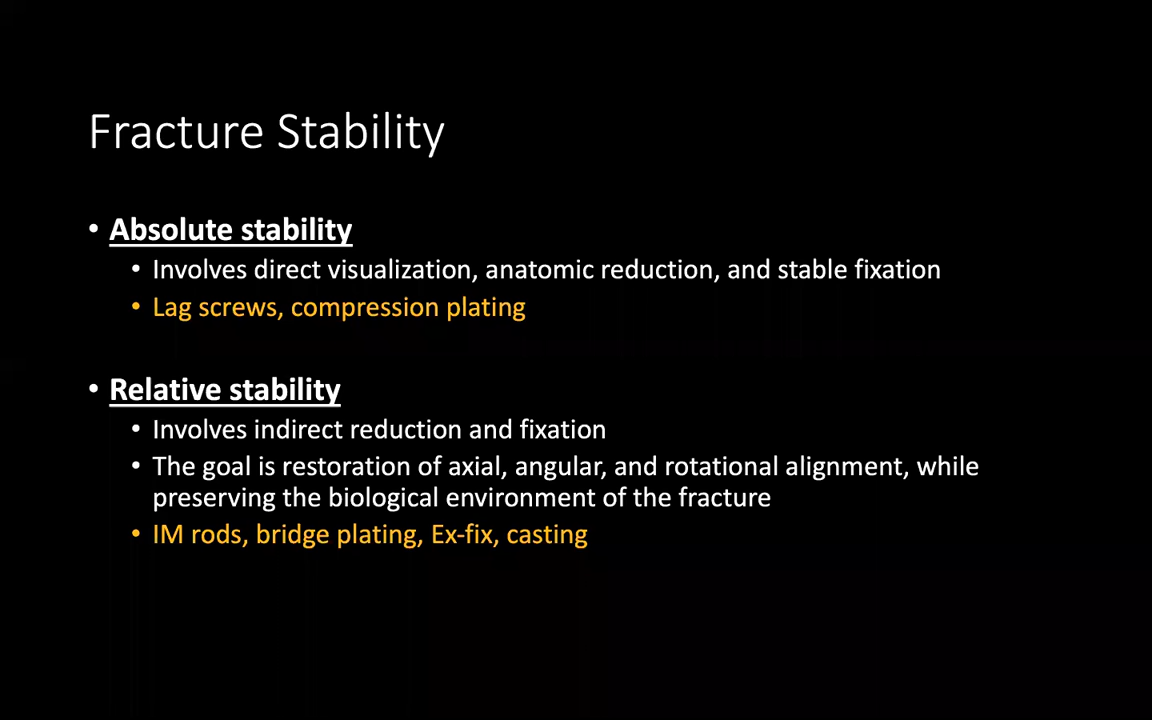 Fracture Stability
• Absolute stability
• Involves direct visualization, anatomic reduction, and stable fixation
• Lag screws, compression plating
• Relative stability
• Involves indirect reduction and fixation
• The goal is restoration of axial, angular, and rotational alignment, while
preserving the biological environment of the fracture
• IM rods, bridge plating, Ex-fix, casting